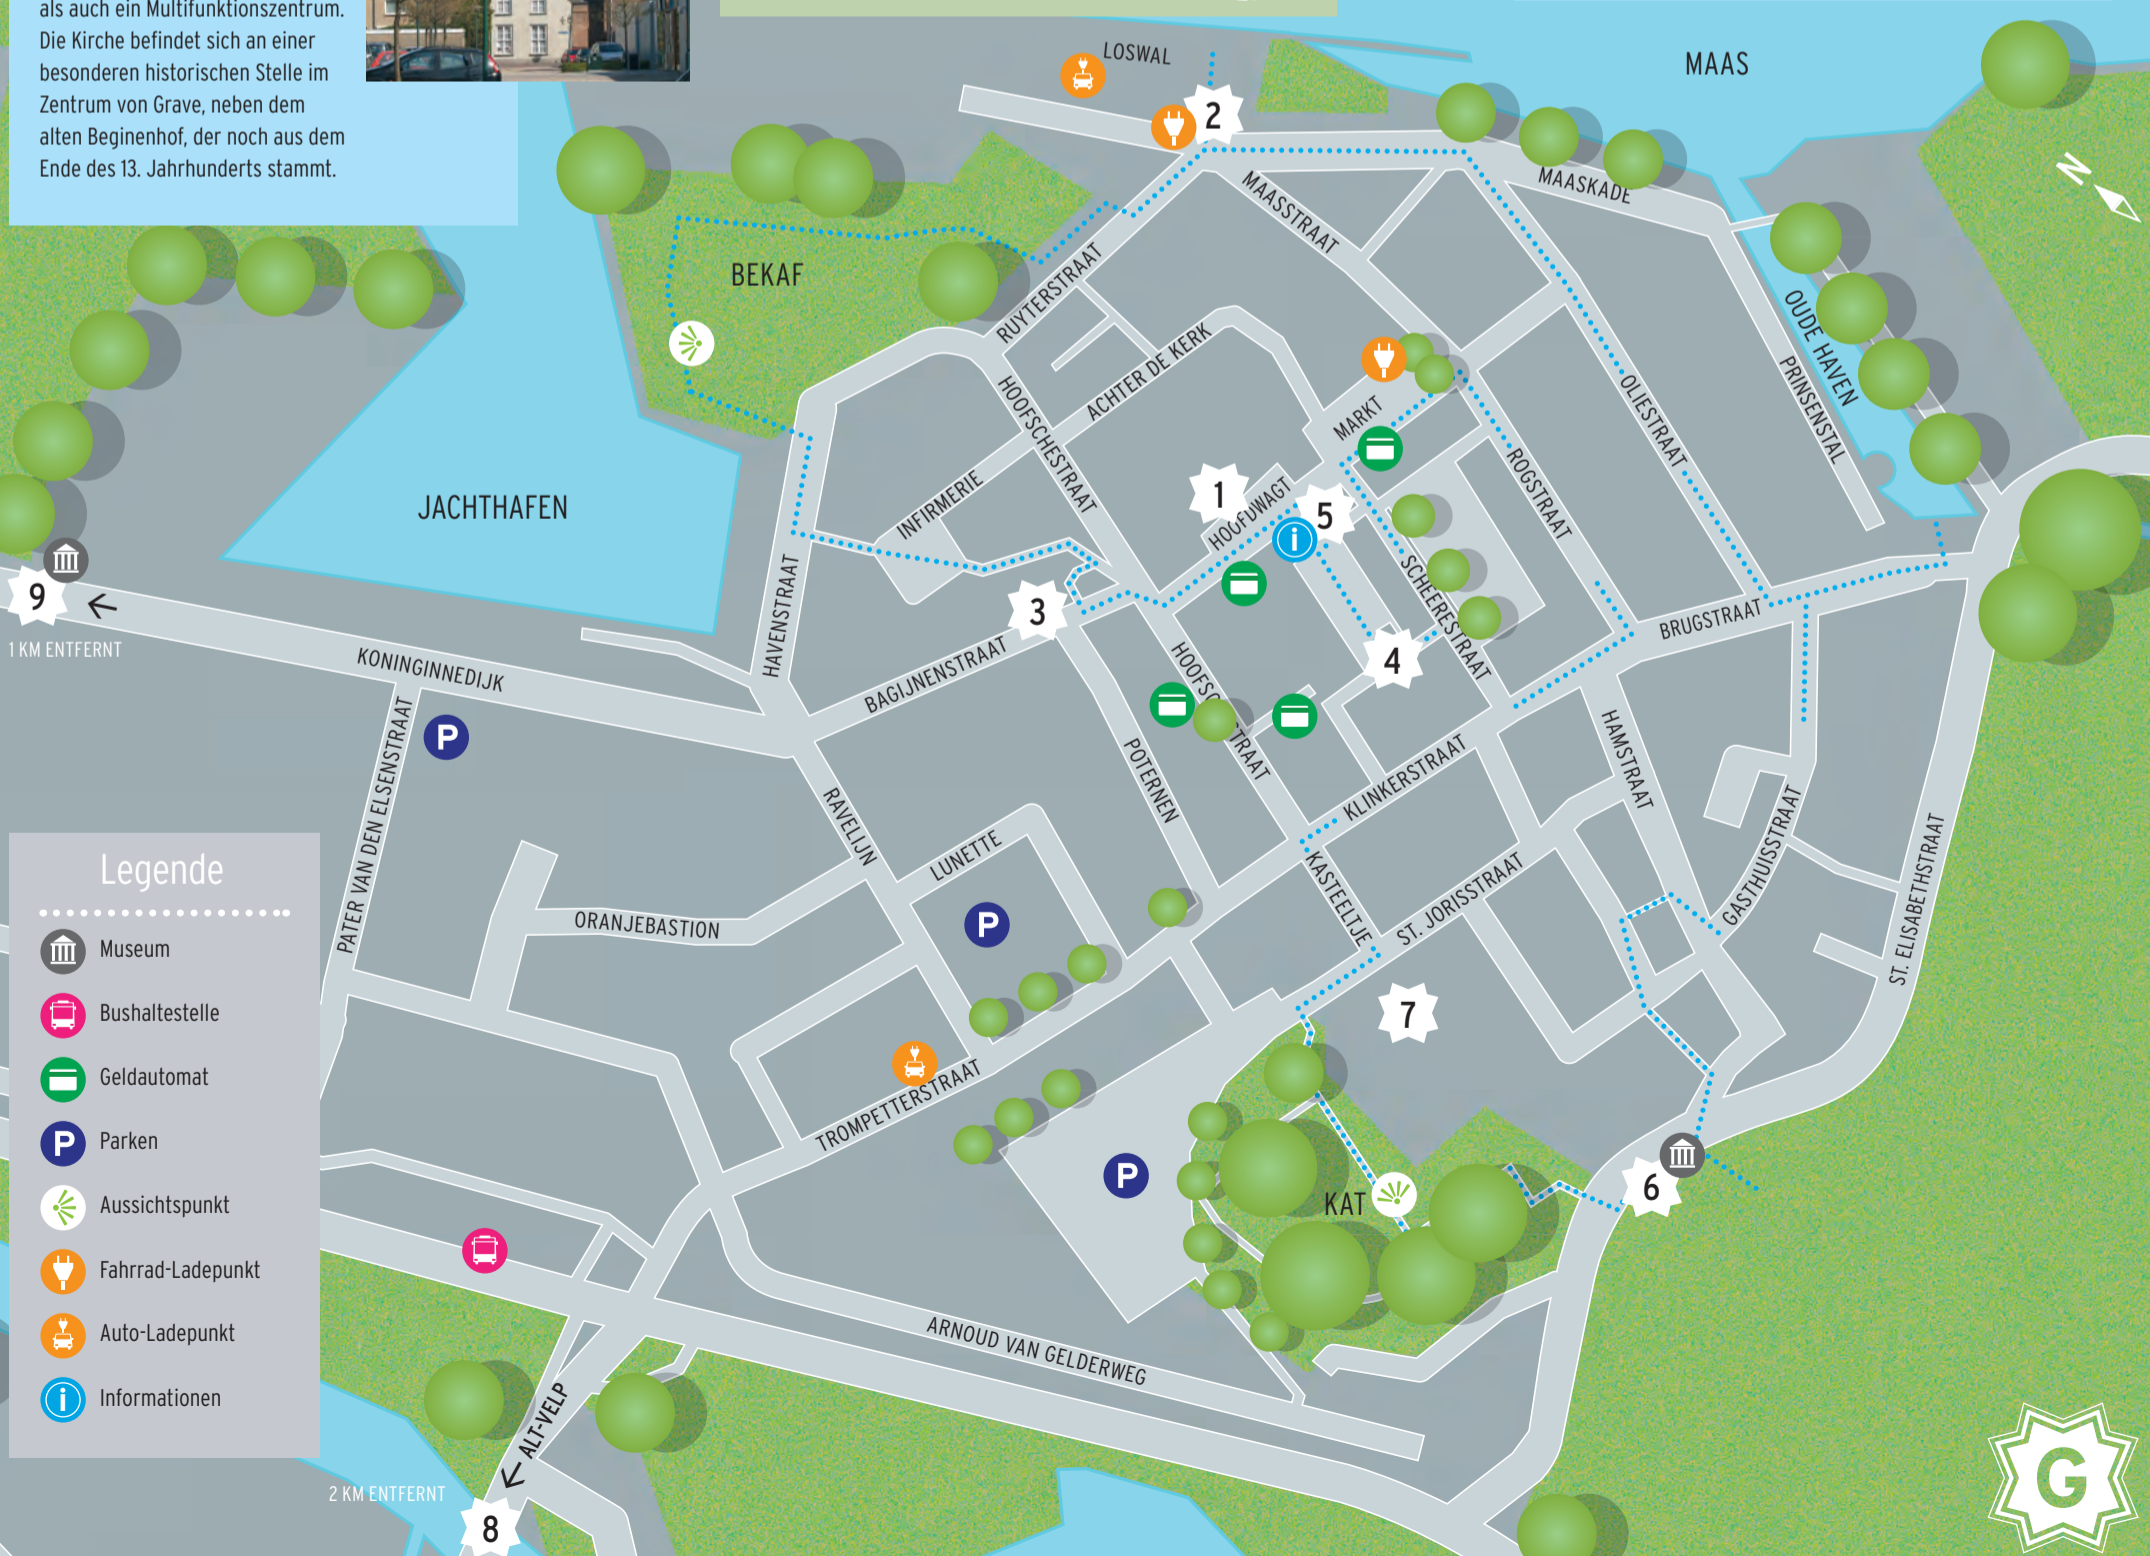 als auch ein Multifunktionszentrum.
Die Kirche befindet sich an einer
besonderen historischen Stelle im
Zentrum von Grave, neben dem
alten Beginenhof, der noch aus dem
Ende des 13. Jahrhunderts stammt.
LOSWAL
MAAS
2
N
MAASSTRAAT
MAASKADE
BEKAF
RUYTERSTRAAT
OUDE HAVEN
ACHTER DE KERK
HOOFSCHESTRAAT
MARKT
OLIESTRAAT
PRINSENSTAL
JACHTHAFEN
INFIRMERIE
1
HOOFDWAGT
5
i
ROGSTRAAT
9
1 KM ENTFERNT
HAVENSTRAAT
3
SCHEERESTRAAT
BRUGSTRAAT
KONINGINNEDIJK
BAGIJNENSTRAAT
4
HOOFSCHESTRAAT
P
PATER VAN DEN ELSENSTRAAT
POTERNEN
KLINKERSTRAAT
HAMSTRAAT
RAVELIJN
LUNETTE
KASTEELTJE
ST. JORISSTRAAT
GASTHUISSTRAAT
ST. ELISABETHSTRAAT
ORANJEBASTION
P
7
TROMPETTERSTRAAT
P
KAT
6
ARNOUD VAN GELDERWEG
ALT-VELP
2 KM ENTFERNT
8
G
Legende
Museum
Bushaltestelle
Geldautomat
P Parken
Aussichtspunkt
Fahrrad-Ladepunkt
Auto-Ladepunkt
i Informationen